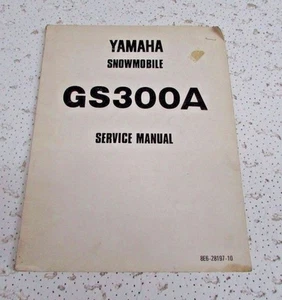 YAMAHA
SNOWMOBILE
GS300A
SERVICE MANUAL